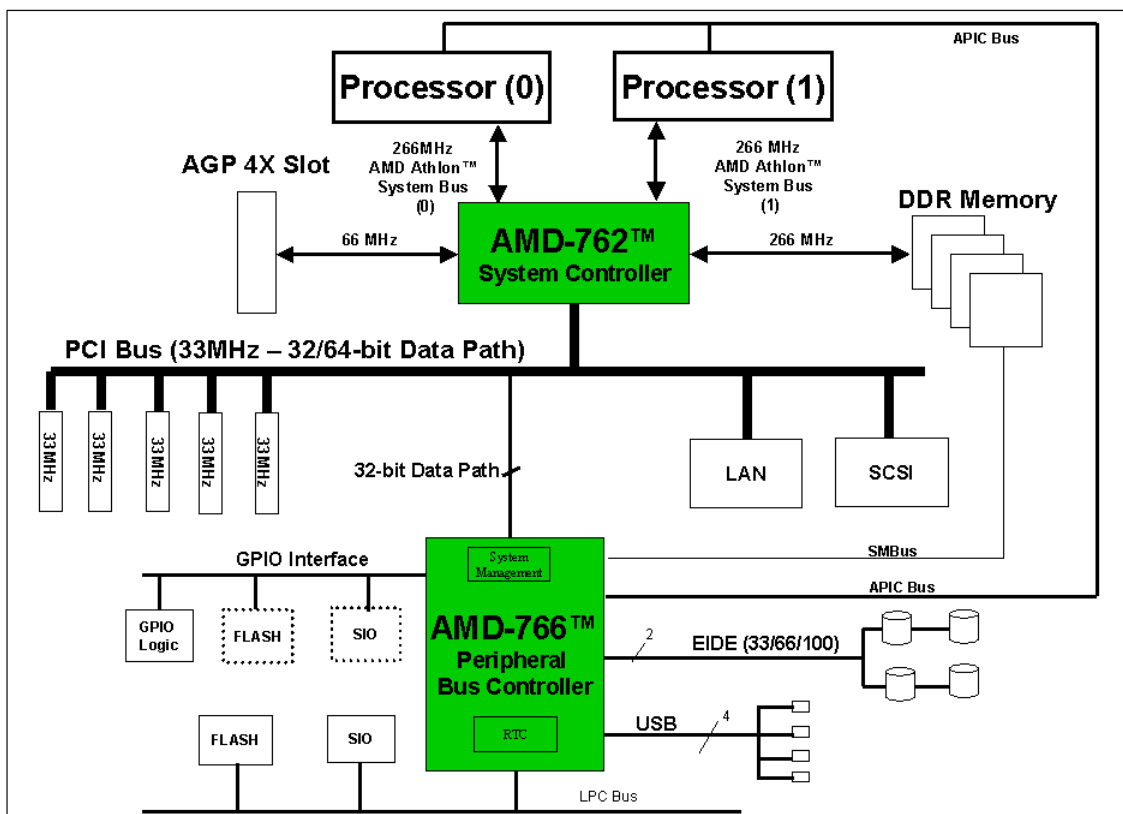 APIC Bus
Processor (0)
Processor (1)
266MHz
AMD Athlon™
System Bus
(0)
266 MHz
AMD Athlon™
System Bus
(1)
AGP 4X Slot
DDR Memory
66 MHz
AMD-762™
System Controller
266 MHz
PCI Bus (33MHz – 32/64-bit Data Path)
33MHz
33MHz
33MHz
33MHz
33MHz
32-bit Data Path
LAN
SCSI
SMBus
GPIO Interface
System
Management
APIC Bus
GPIO
Logic
FLASH
SIO
AMD-766™
Peripheral
Bus Controller
2
EIDE (33/66/100)
FLASH
SIO
RTC
USB
4
LPC Bus